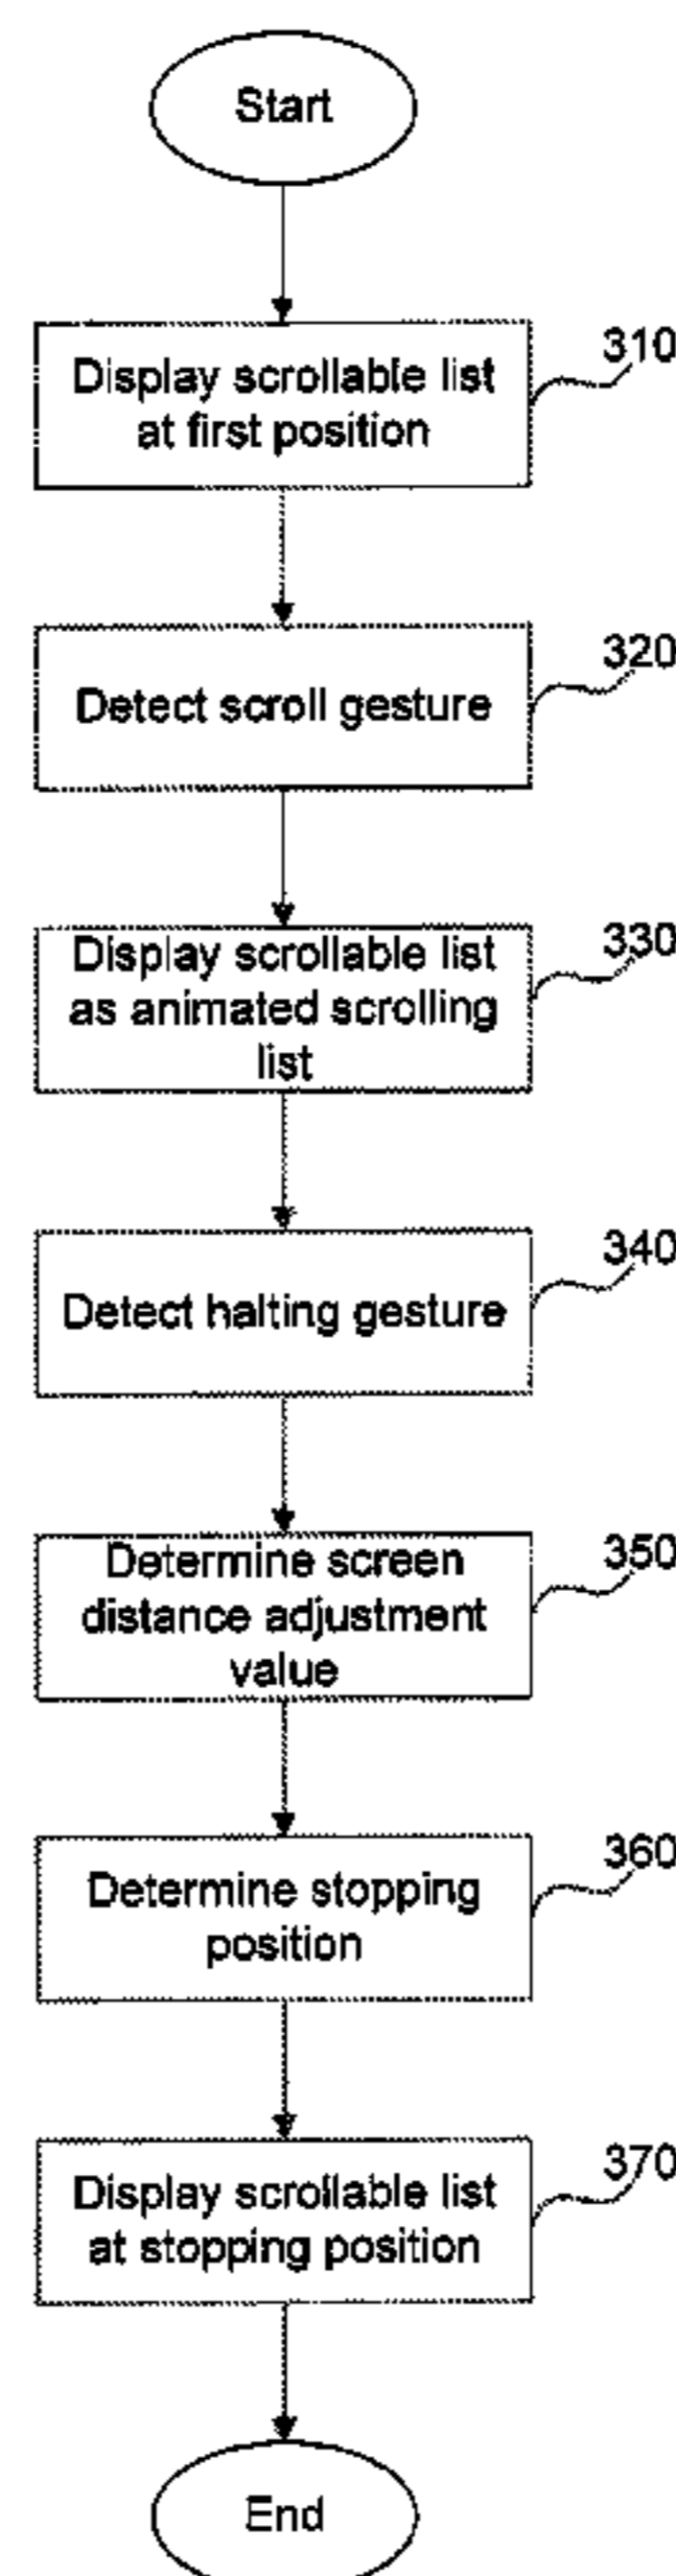 Start
310
Display scrollable list
at first position
320
Detect scroll gesture
330
Display scrollable list
as animated scrolling
list
340
Detect halting gesture
350
Determine screen
distance adjustment
value
360
Determine stopping
position
370
Display scrollable list
at stopping position
End